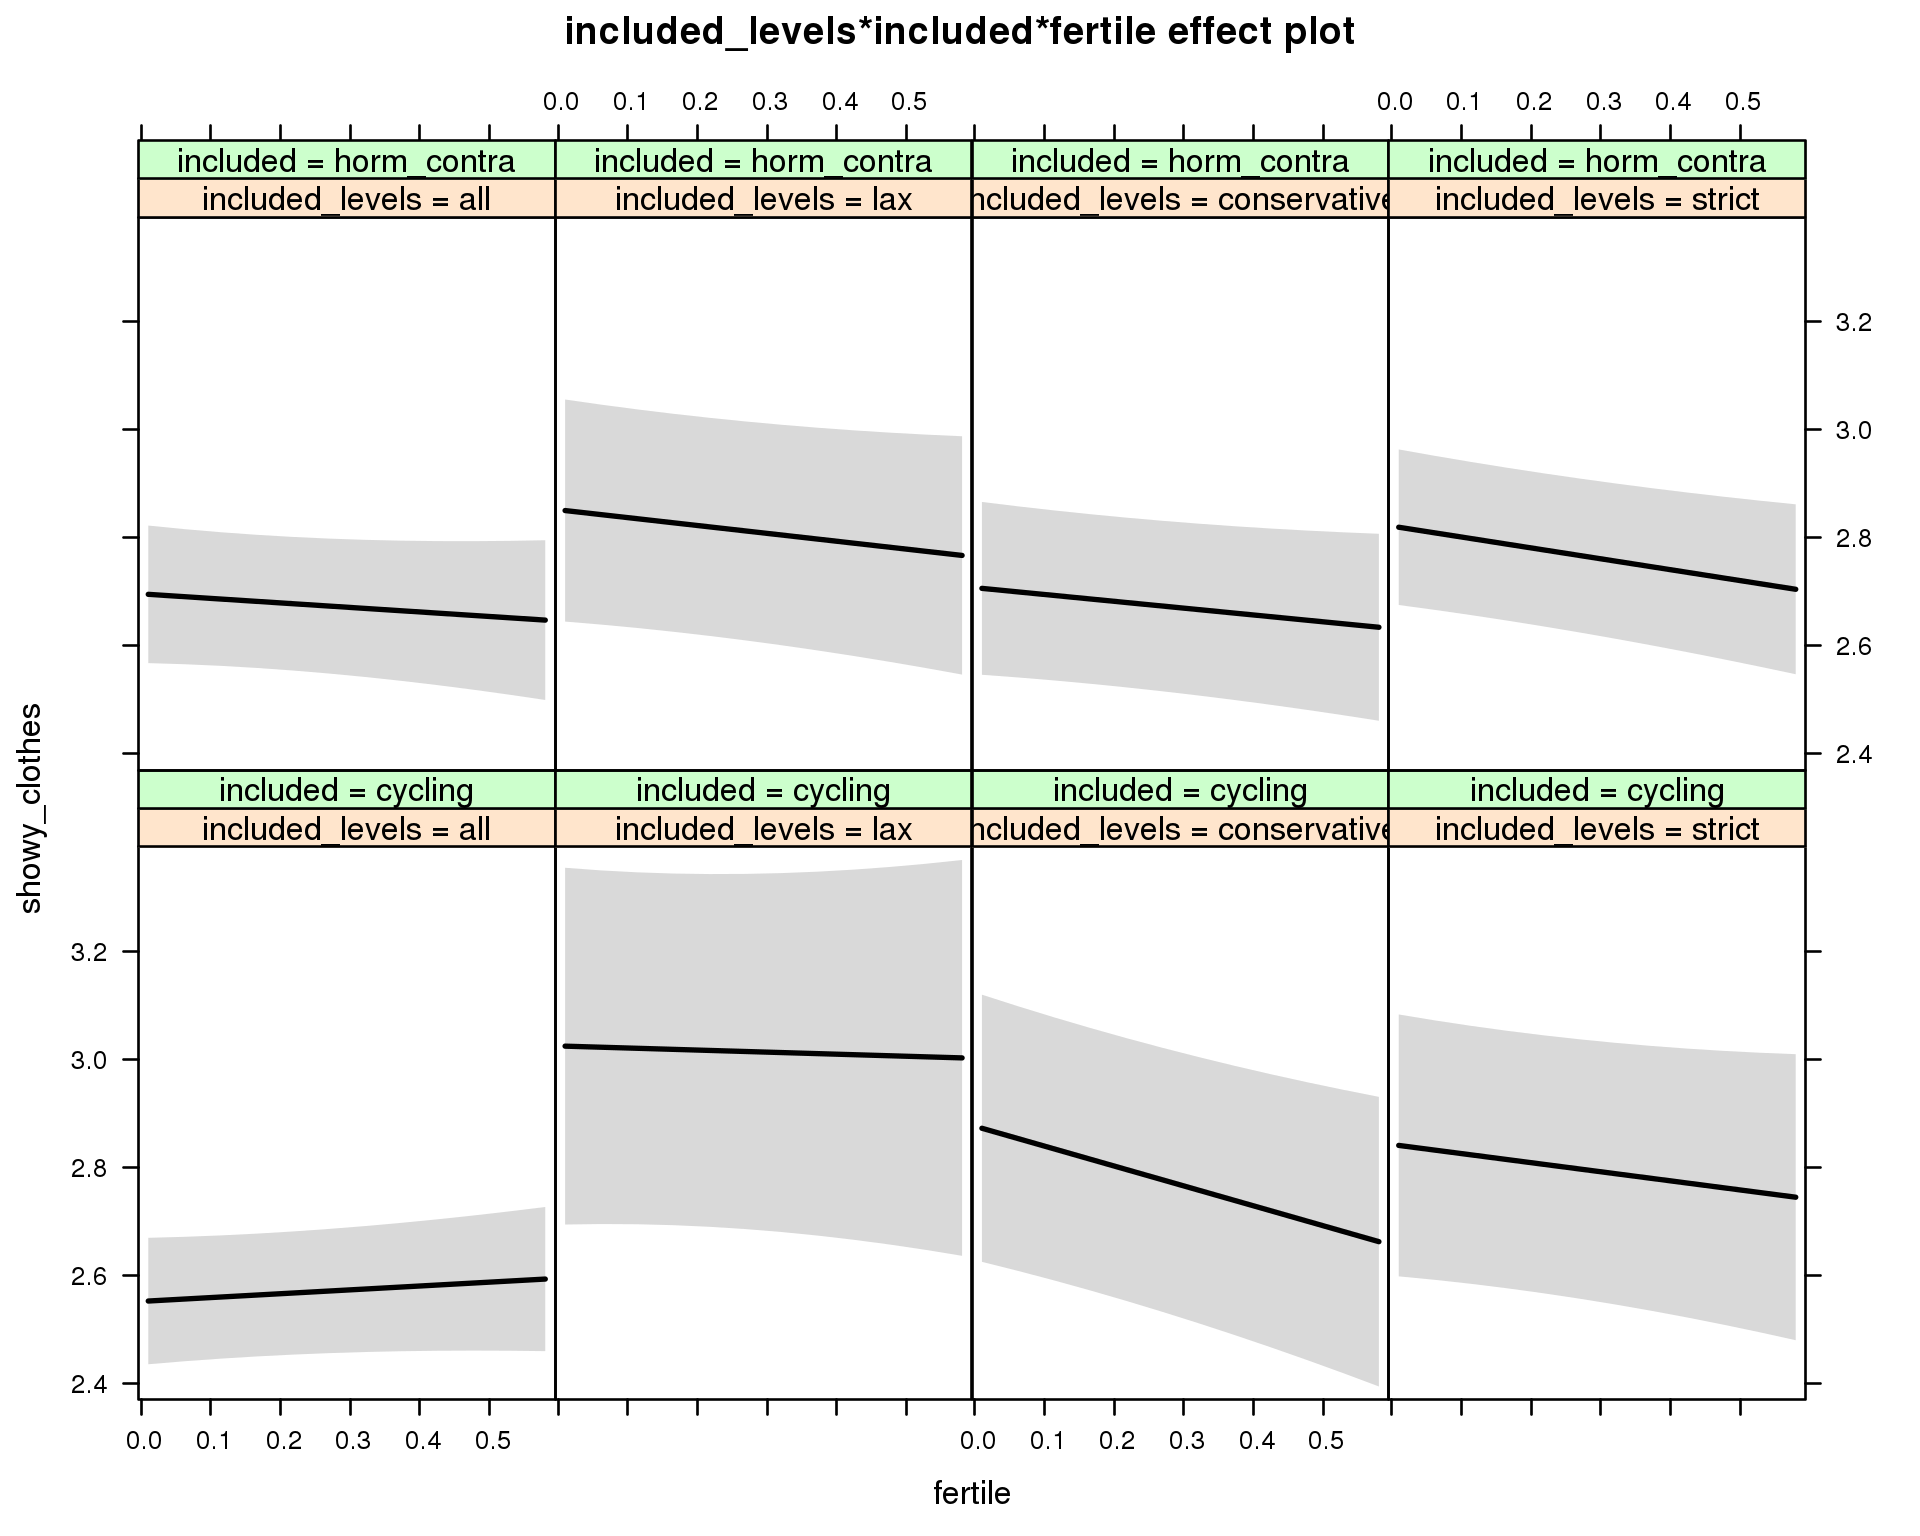 included_levels*included*fertile effect plot
0.0 0.1 0.2 0.3 0.4 0.5 0.0 0.1 0.2 0.3 0.4 0.5
included = horm_contra included = horm_contra included = horm_contra included = horm_contra
included_levels = all included_levels = lax ncluded_levels = conservative included_levels = strict
3.2
3.0
2.8
2.6
2.4
showy_clothes
included = cycling included = cycling included = cycling included = cycling
included_levels = all included_levels = lax ncluded_levels = conservative included_levels = strict
3.2
3.0
2.8
2.6
2.4
0.0 0.1 0.2 0.3 0.4 0.5 0.0 0.1 0.2 0.3 0.4 0.5
fertile